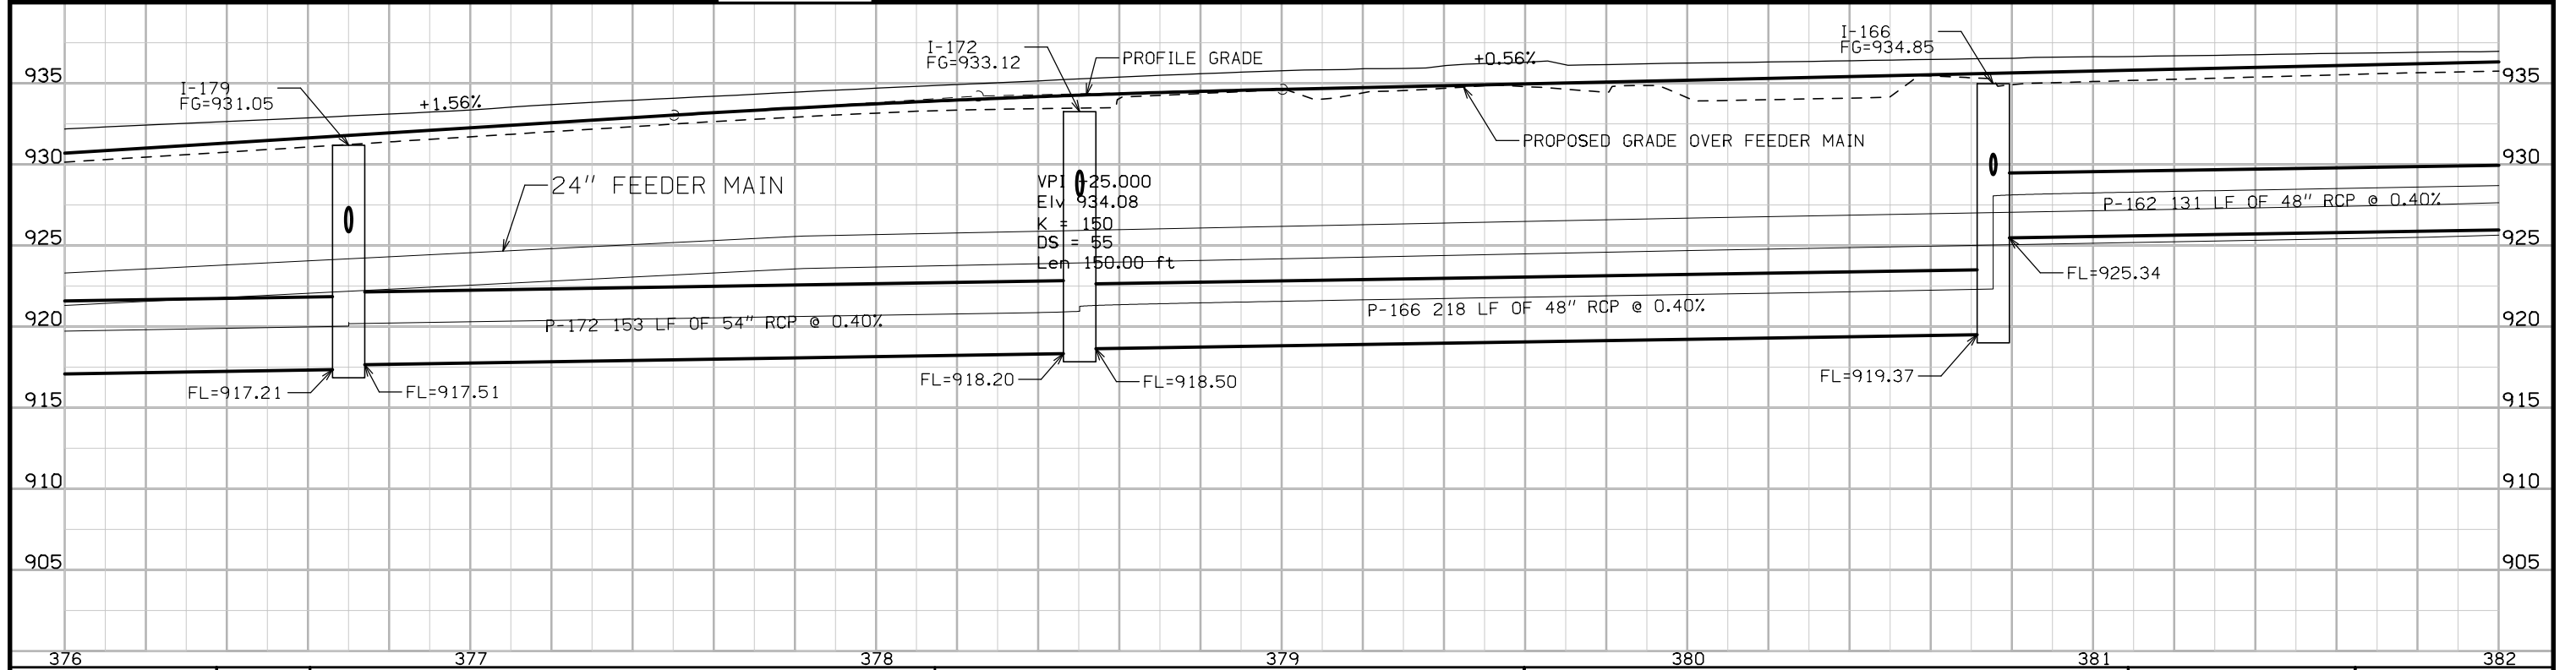 I-179
FG=931.05
+1.56%
I-172
FG=933.12
PROFILE GRADE
+0.56%
I-166
FG=934.85
935
935
PROPOSED GRADE OVER FEEDER MAIN
930
930
24" FEEDER MAIN
VPI +25.000
Elv 934.08
K = 150
DS = 55
Len 150.00 ft
P-162 131 LF OF 48" RCP @ 0.40%
925
925
FL=925.34
920
920
P-172 153 LF OF 54" RCP @ 0.40%
P-166 218 LF OF 48" RCP @ 0.40%
FL=917.21
FL=917.51
FL=918.20
FL=918.50
FL=919.37
915
915
910
910
905
905
376
377
378
379
380
381
382